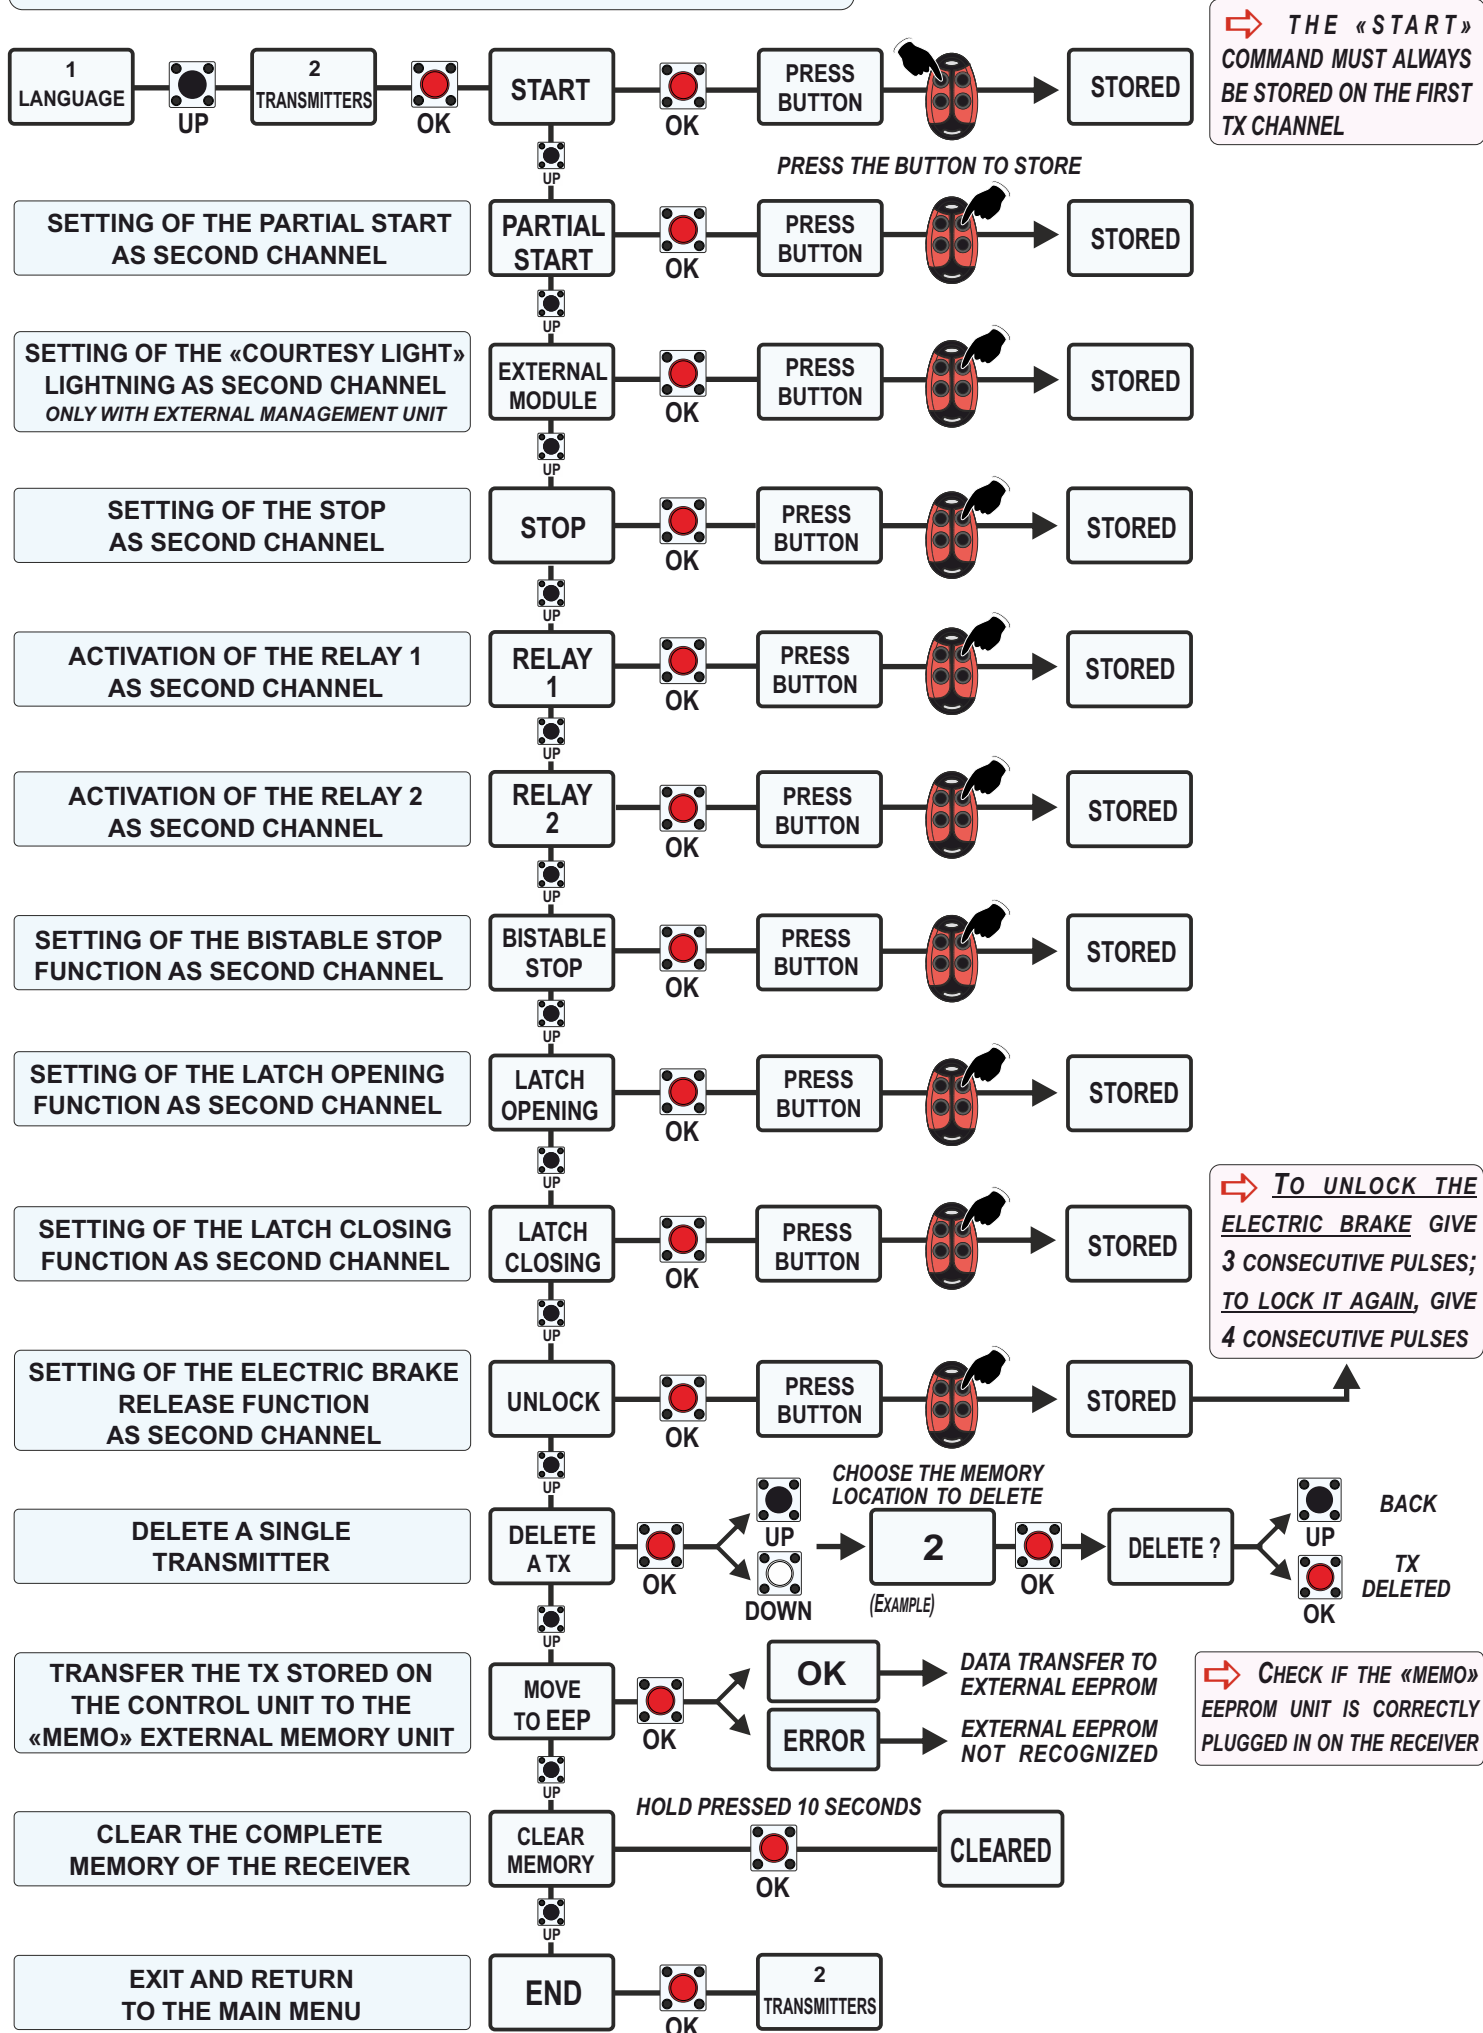 THE «START»
COMMAND MUST ALWAYS
BE STORED ON THE FIRST
TX CHANNEL
1
LANGUAGE
UP
2
TRANSMITTERS
OK
START
OK
PRESS
BUTTON
STORED
UP
PRESS THE BUTTON TO STORE
SETTING OF THE PARTIAL START
AS SECOND CHANNEL
PARTIAL
START
OK
PRESS
BUTTON
STORED
UP
SETTING OF THE «COURTESY LIGHT»
LIGHTNING AS SECOND CHANNEL
ONLY WITH EXTERNAL MANAGEMENT UNIT
EXTERNAL
MODULE
OK
PRESS
BUTTON
STORED
UP
SETTING OF THE STOP
AS SECOND CHANNEL
STOP
OK
PRESS
BUTTON
STORED
UP
ACTIVATION OF THE RELAY 1
AS SECOND CHANNEL
RELAY
1
OK
PRESS
BUTTON
STORED
UP
ACTIVATION OF THE RELAY 2
AS SECOND CHANNEL
RELAY
2
OK
PRESS
BUTTON
STORED
UP
SETTING OF THE BISTABLE STOP
FUNCTION AS SECOND CHANNEL
BISTABLE
STOP
OK
PRESS
BUTTON
STORED
UP
SETTING OF THE LATCH OPENING
FUNCTION AS SECOND CHANNEL
LATCH
OPENING
OK
PRESS
BUTTON
STORED
UP
SETTING OF THE LATCH CLOSING
FUNCTION AS SECOND CHANNEL
LATCH
CLOSING
OK
PRESS
BUTTON
STORED
TO UNLOCK THE
ELECTRIC BRAKE GIVE
3 CONSECUTIVE PULSES;
TO LOCK IT AGAIN, GIVE
4 CONSECUTIVE PULSES
UP
SETTING OF THE ELECTRIC BRAKE
RELEASE FUNCTION
AS SECOND CHANNEL
UNLOCK
OK
PRESS
BUTTON
STORED
UP
DELETE A SINGLE
TRANSMITTER
DELETE
A TX
OK
UP
DOWN
CHOOSE THE MEMORY
LOCATION TO DELETE
2
(EXAMPLE)
OK
DELETE ?
UP
BACK
OK
TX
DELETED
UP
TRANSFER THE TX STORED ON
THE CONTROL UNIT TO THE
«MEMO» EXTERNAL MEMORY UNIT
MOVE
TO EEP
OK
OK
DATA TRANSFER TO
EXTERNAL EEPROM
ERROR
EXTERNAL EEPROM
NOT RECOGNIZED
CHECK IF THE «MEMO»
EEPROM UNIT IS CORRECTLY
PLUGGED IN ON THE RECEIVER
UP
CLEAR THE COMPLETE
MEMORY OF THE RECEIVER
CLEAR
MEMORY
HOLD PRESSED 10 SECONDS
OK
CLEARED
UP
EXIT AND RETURN
TO THE MAIN MENU
END
OK
2
TRANSMITTERS